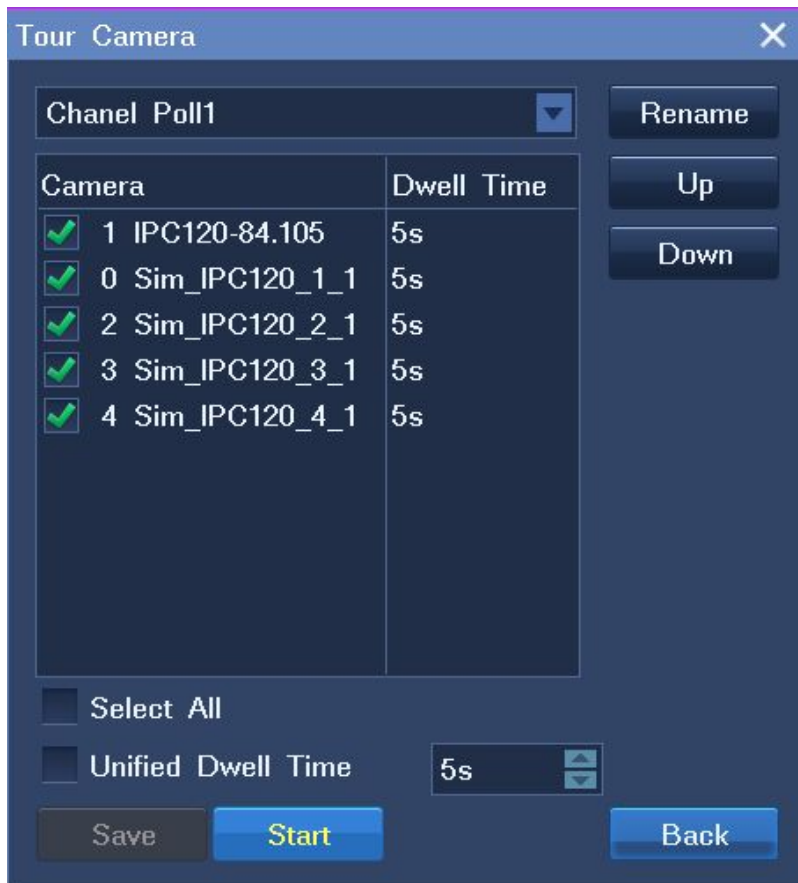 Tour Camera
Chanel Poll1
Rename
Camera Dwell Time
Up
1 IPC120-84.105 5s
Down
0 Sim_IPC120_1_1 5s
2 Sim_IPC120_2_1 5s
3 Sim_IPC120_3_1 5s
4 Sim_IPC120_4_1 5s
Select All
Unified Dwell Time 5s
Save Start Back